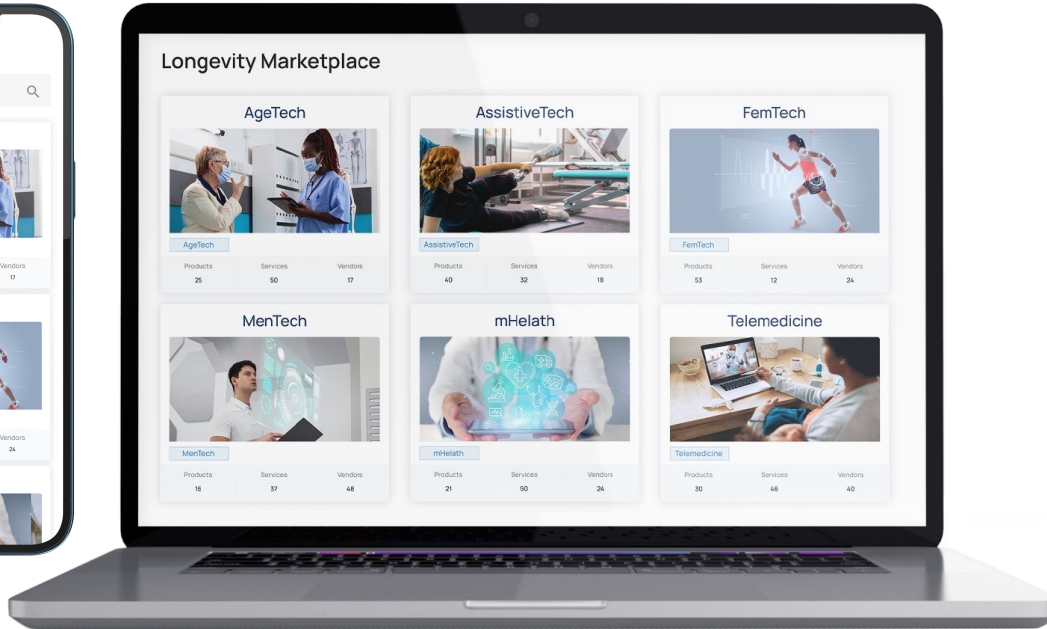 Vendors
17
Vendors
24
Longevity Marketplace
AgeTech AssistiveTech FemTech
AgeTech AssistiveTech FemTech
Products Services Vendors Products Services Vendors Products Services Vendors
25 50 17 40 32 18 53 12 24
MenTech mHelath Telemedicine
MenTech mHelath Telemedicine
Products Services Vendors Products Services Vendors Products Services Vendors
16 37 48 21 50 24 30 46 40